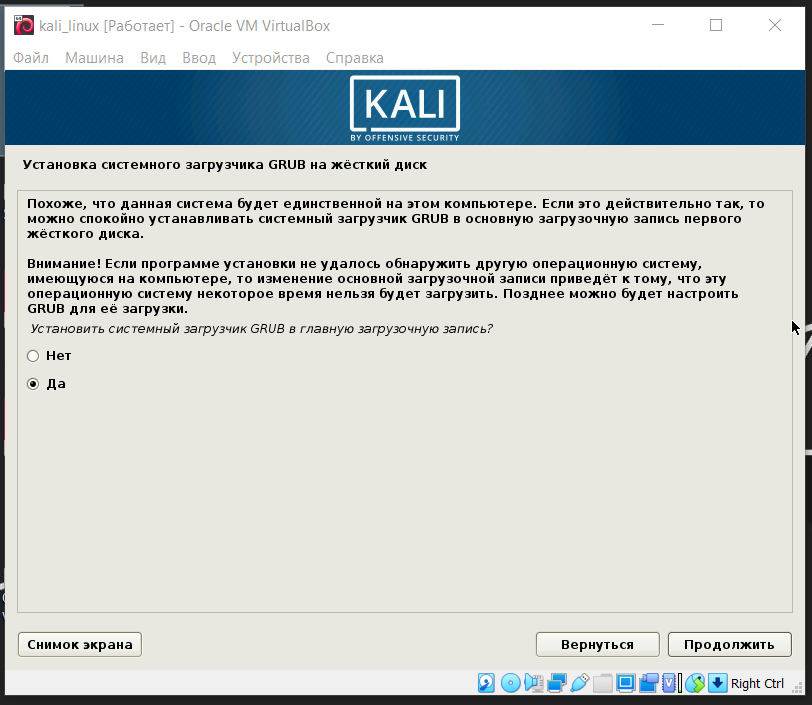 kali_linux [Работает] - Oracle VM VirtualBox
Файл Машина Вид Ввод Устройства Справка
KALI
BY OFFENSIVE SECURITY
Установка системного загрузчика GRUB на жёсткий диск
Похоже, что данная система будет единственной на этом компьютере. Если это действительно так, то
можно спокойно устанавливать системный загрузчик GRUB в основную загрузочную запись первого
жёсткого диска.
Внимание! Если программе установки не удалось обнаружить другую операционную систему,
имеющуюся на компьютере, то изменение основной загрузочной записи приведёт к тому, что эту
операционную систему некоторое время нельзя будет загрузить. Позднее можно будет настроить
GRUB для её загрузки.
Установить системный загрузчик GRUB в главную загрузочную запись?
Нет
Да
Снимок экрана Вернуться Продолжить
Right Ctrl